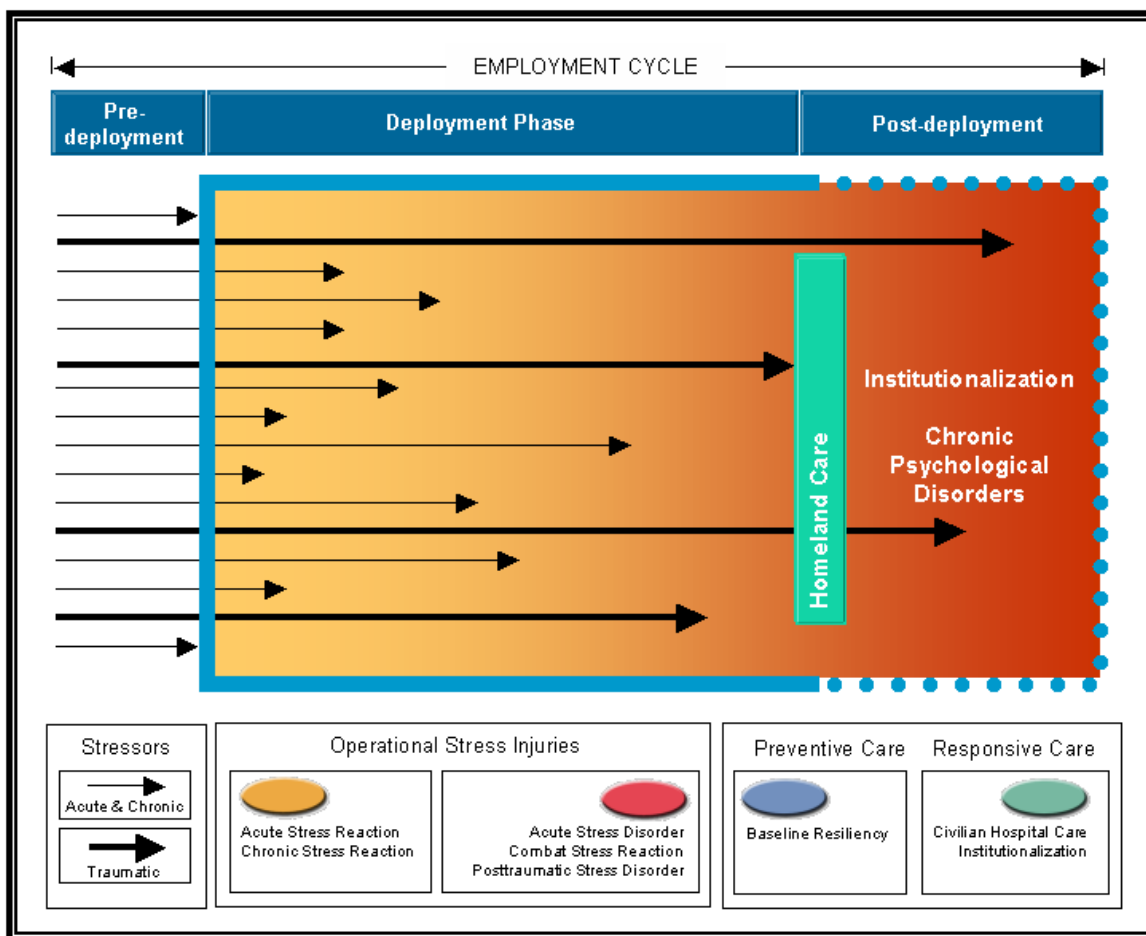 EMPLOYMENT CYCLE
Pre-
deployment
Deployment Phase
Post-deployment
Homeland Care
Institutionalization
Chronic
Psychological
Disorders
Stressors
Acute & Chronic
Traumatic
Operational Stress Injuries
Acute Stress Reaction
Chronic Stress Reaction
Acute Stress Disorder
Combat Stress Reaction
Posttraumatic Stress Disorder
Preventive Care
Responsive Care
Baseline Resiliency
Civilian Hospital Care
Institutionalization